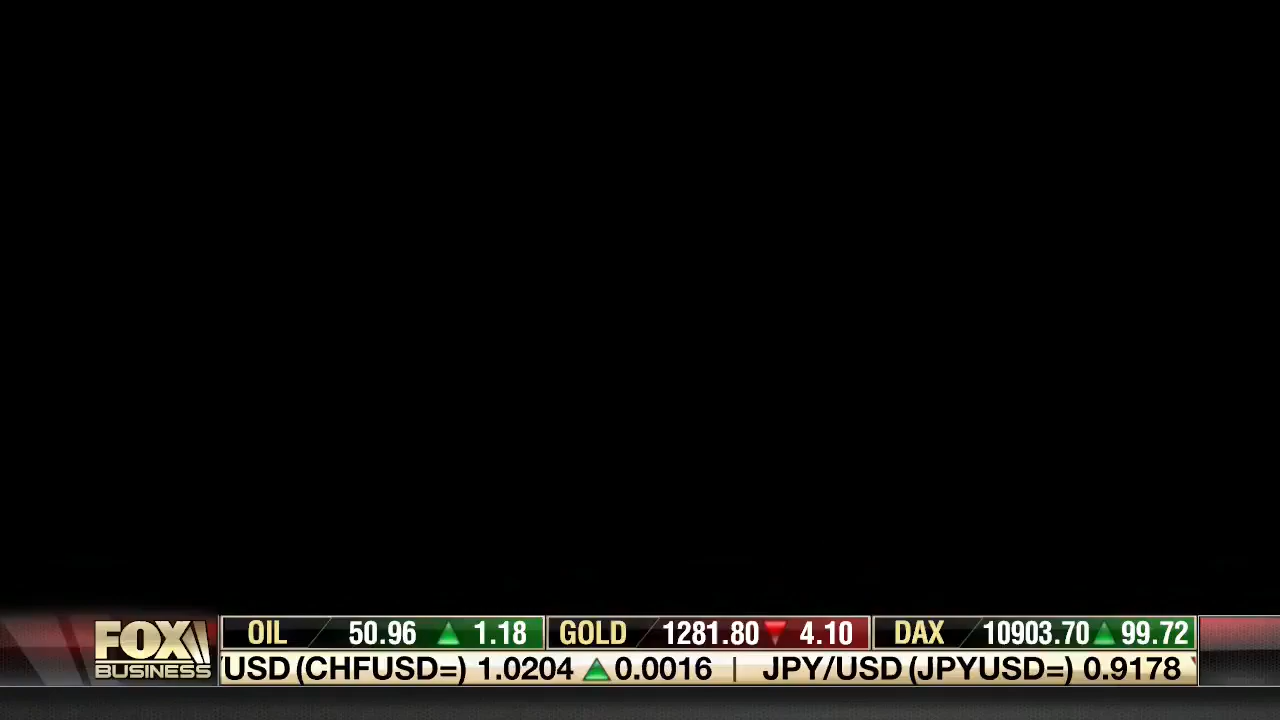 FOX
BUSINESS
OIL 50.96 ▲ 1.18 GOLD 1281.80 ▼ 4.10 DAX 10903.70 ▲ 99.72
/USD (CHFUSD=) 1.0204 ▲ 0.0016 | JPY/USD (JPYUSD=) 0.9178